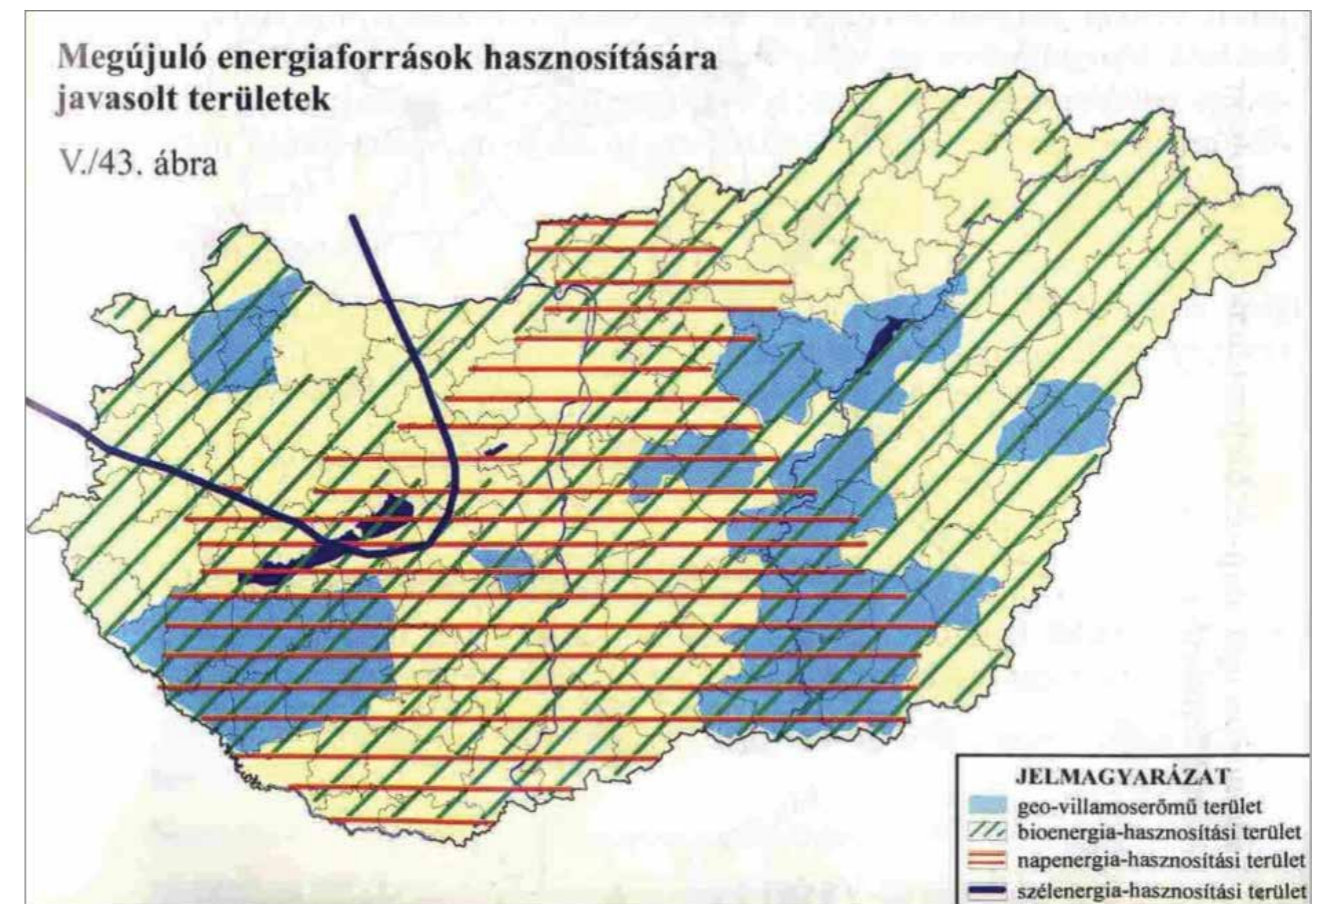 Megújuló energiaforrások hasznosítására
javasolt területek
V./43. ábra
JELMAGYARÁZAT
geo-villamoserőmű terület
bioenergia-hasznosítási terület
napenergia-hasznosítási terület
szélenergia-hasznosítási terület